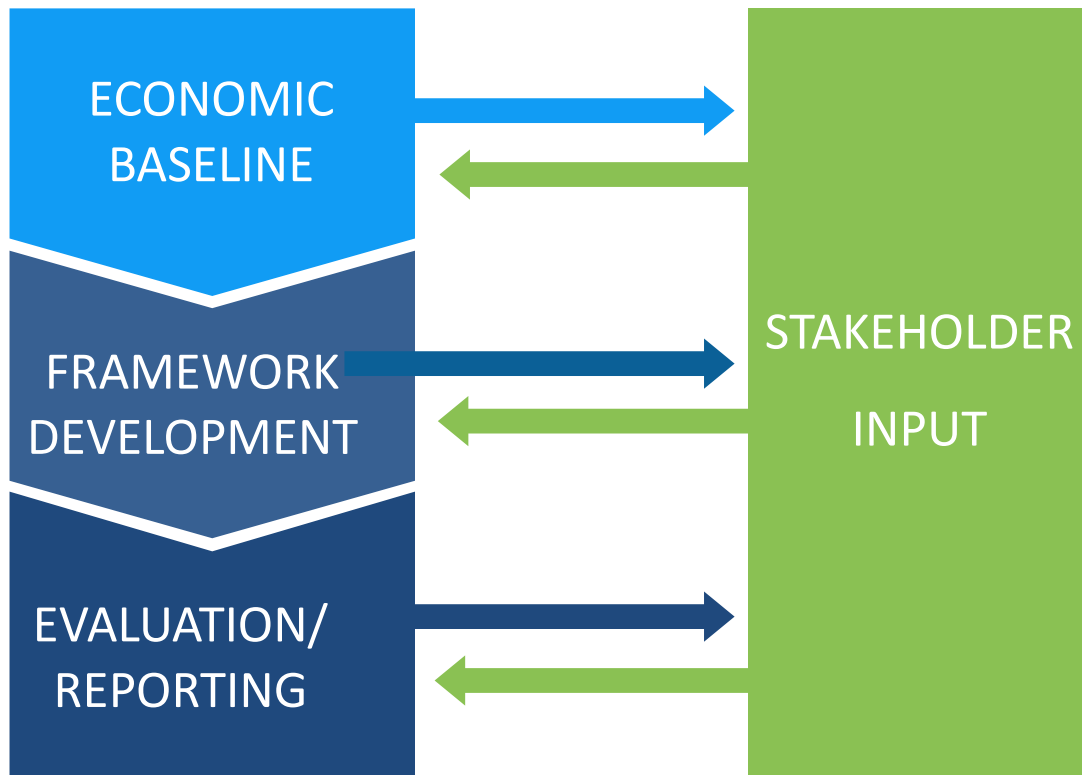 ECONOMIC
BASELINE
FRAMEWORK
DEVELOPMENT
EVALUATION/
REPORTING
STAKEHOLDER
INPUT